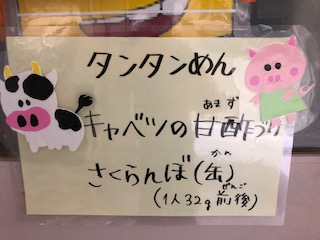 タンタンめん
あまず
キャベツの甘酢づけ
かん
さくらんぼ(缶)
ぜんご
(1人32g前後)